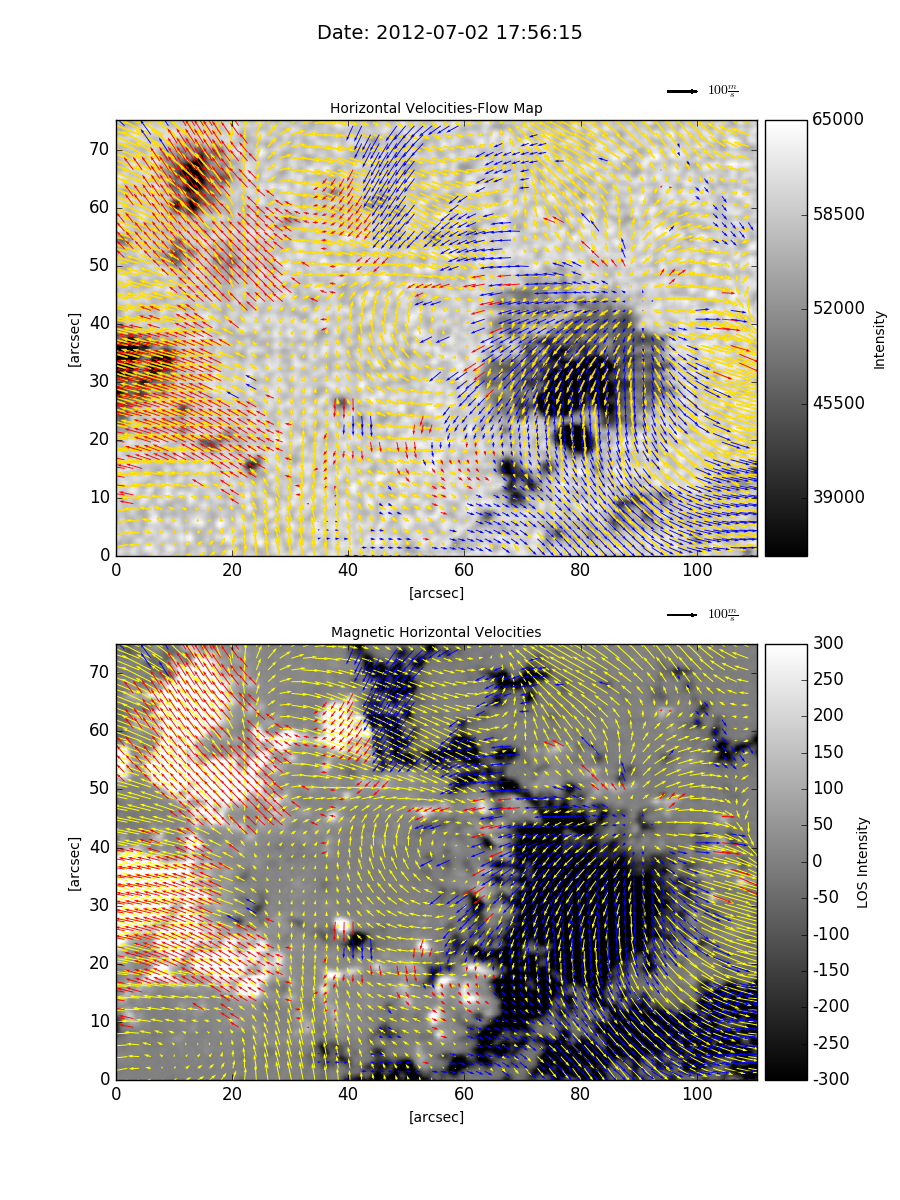 Date: 2012-07-02 17:56:15
100 m/s
Horizontal Velocities-Flow Map
70
60
50
40
30
20
10
0
[arcsec]
0 20 40 60 80 100
[arcsec]
65000
58500
52000
45500
39000
Intensity
100 m/s
Magnetic Horizontal Velocities
70
60
50
40
30
20
10
0
[arcsec]
0 20 40 60 80 100
[arcsec]
300
250
200
150
100
50
0
-50
-100
-150
-200
-250
-300
LOS Intensity